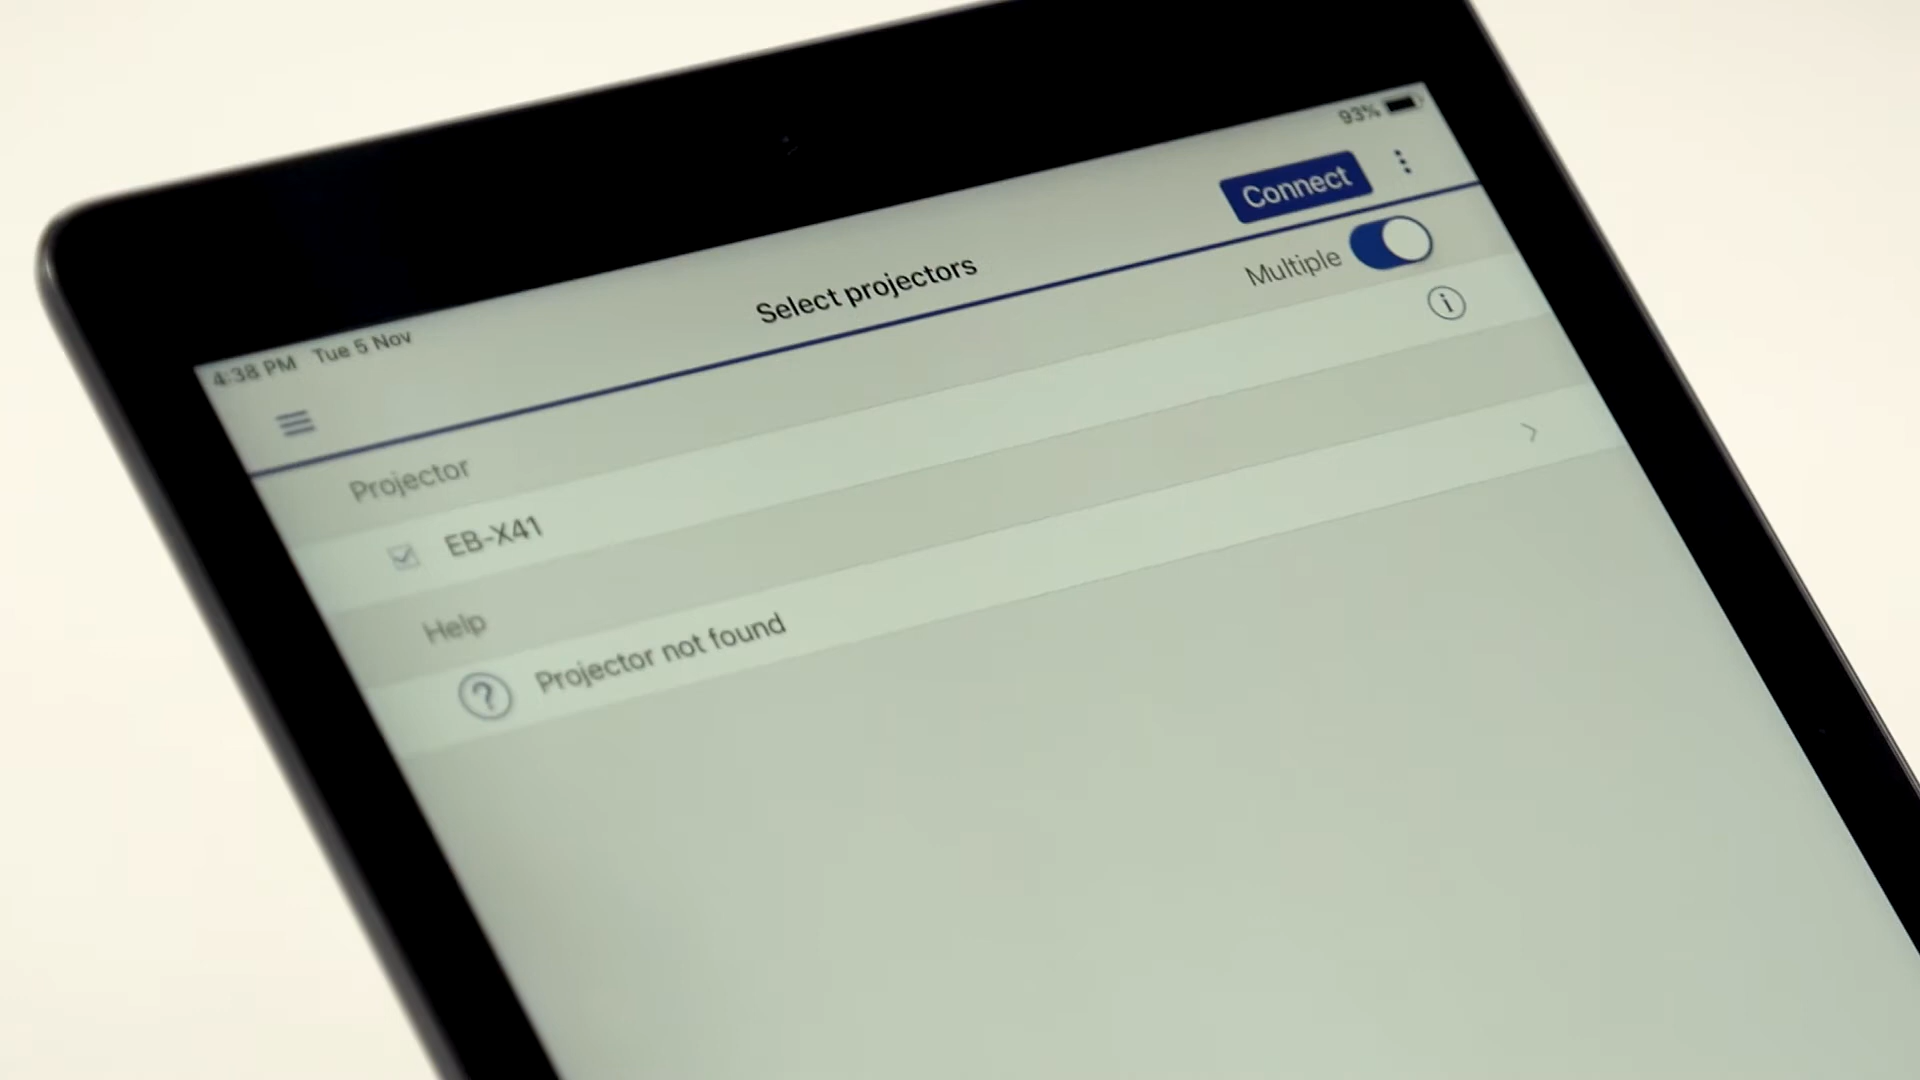 4:38 PM Tue 5 Nov
93%
Select projectors
Connect
Projector
Multiple
EB-X41
Help
Projector not found